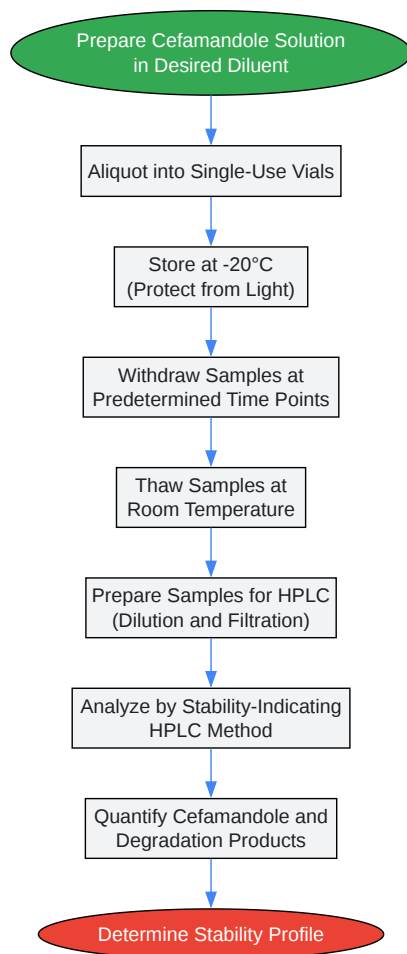 Prepare Cefamandole Solution
in Desired Diluent
Aliquot into Single-Use Vials
Store at -20°C
(Protect from Light)
Withdraw Samples at
Predetermined Time Points
Thaw Samples at
Room Temperature
Prepare Samples for HPLC
(Dilution and Filtration)
Analyze by Stability-Indicating
HPLC Method
Quantify Cefamandole and
Degradation Products
Determine Stability Profile